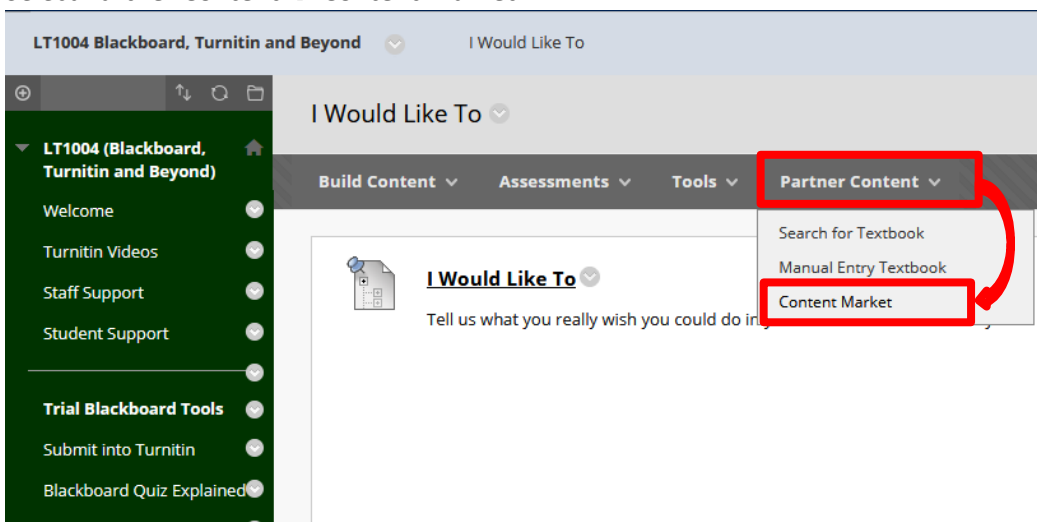 LT1004 Blackboard, Turnitin and Beyond I Would Like To
I Would Like To
LT1004 (Blackboard,
Turnitin and Beyond)
Welcome
Turnitin Videos
Staff Support
Student Support
Trial Blackboard Tools
Submit into Turnitin
Blackboard Quiz Explained
Build Content Assessments Tools Partner Content
Search for Textbook
Manual Entry Textbook
Content Market
I Would Like To
Tell us what you really wish you could do in